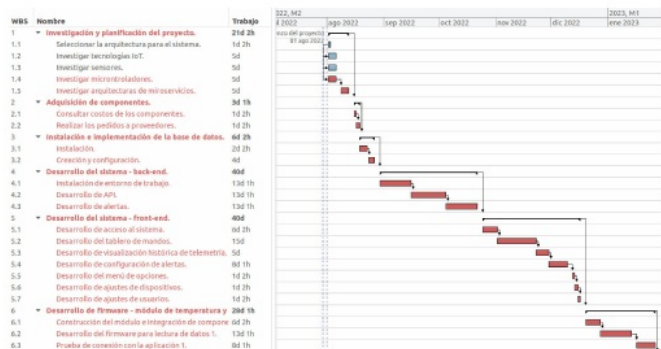 WBS Nombre Trabajo
022, M2 2023, M1
l 2022 ago 2022 sep 2022 oct 2022 nov 2022 dic 2022 ene 2023
1 Investigación y planificación del proyecto. 21d 2h
nzo del proyecto
01 ago 2022
1.1 Seleccionar la arquitectura para el sistema. 1d 2h
1.2 Investigar tecnologías IoT. 5d
1.3 Investigar sensores. 5d
1.4 Investigar microntroladores. 5d
1.5 Investigar arquitecturas de miroservicios. 5d
2 Adquisición de componentes. 3d 1h
2.1 Consultar costos de los componentes. 1d 2h
2.2 Realizar los pedidos a proveedores. 1d 2h
3 Instalación e implementación de la base de datos. 6d 2h
3.1 Instalación. 2d 2h
3.2 Creación y configuración. 4d
4 Desarrollo del sistema - back-end. 40d
4.1 Instalación de entorno de trabajo. 13d 1h
4.2 Desarrollo de API. 13d 1h
4.3 Desarrollo de alertas. 13d 1h
5 Desarrollo del sistema - front-end. 40d
5.1 Desarrollo de acceso al sistema. 6d 2h
5.2 Desarrollo del tablero de mandos. 15d
5.3 Desarrollo de visualización histórica de telemetría. 5d
5.4 Desarrollo de configuración de alertas. 8d 1h
5.5 Desarrollo del menú de opciones. 1d 2h
5.6 Desarrollo de ajustes de dispositivos. 1d 2h
5.7 Desarrollo de ajustes de usuarios. 1d 2h
6 Desarrollo de firmware - módulo de temperatura y 28d 1h
6.1 Construcción del módulo e integración de compone 6d 2h
6.2 Desarrollo del firmware para lectura de datos 1. 13d 1h
6.3 Prueba de conexión con la aplicación 1. 8d 1h